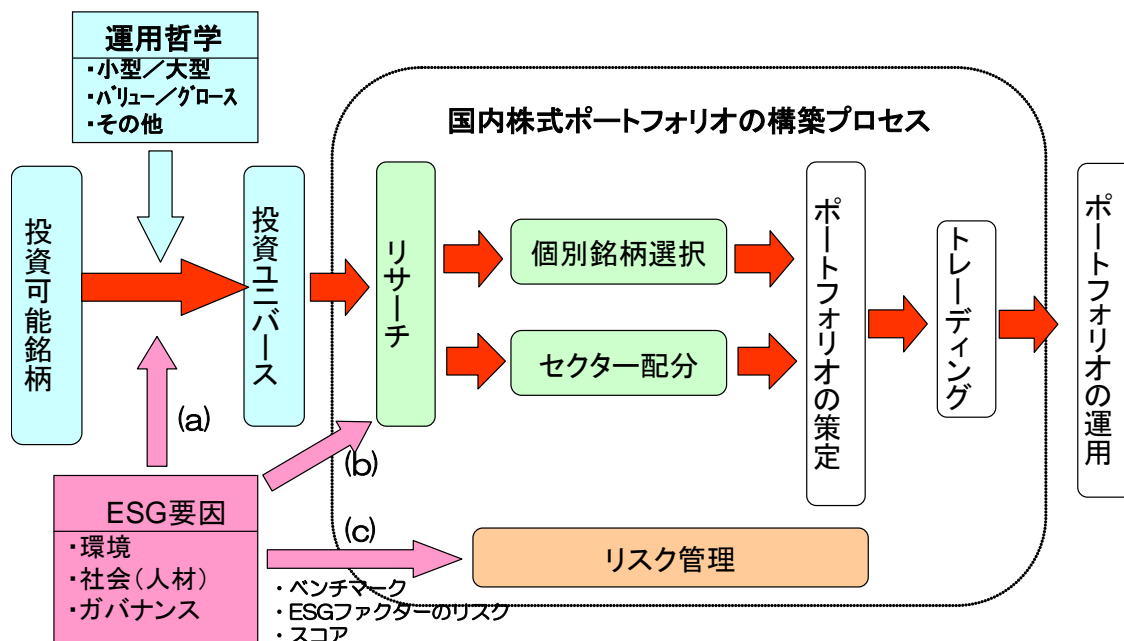 運用哲学
・小型／大型
・バリュー／グロース
・その他
国内株式ポートフォリオの構築プロセス
投資可能銘柄
投資ユニバース
リサーチ
個別銘柄選択
セクター配分
ポートフォリオの策定
トレーディング
ポートフォリオの運用
(a)
(b)
(c)
ESG要因
・環境
・社会(人材)
・ガバナンス
リスク管理
・ベンチマーク
・ESGファクターのリスク
・スコア